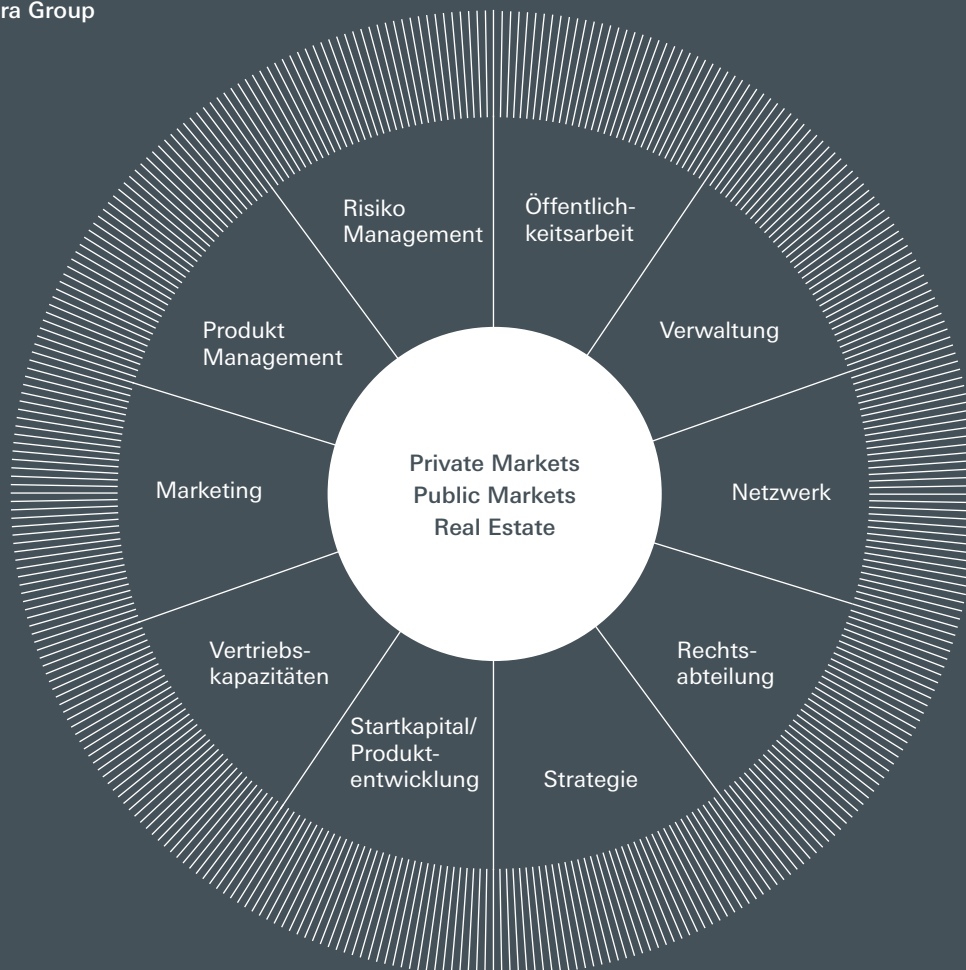 ra Group
Risiko
Management
Öffentlich-
keitsarbeit
Produkt
Management
Verwaltung
Private Markets
Public Markets
Real Estate
Marketing
Netzwerk
Vertriebs-
kapazitäten
Rechts-
abteilung
Startkapital/
Produkt-
entwicklung
Strategie